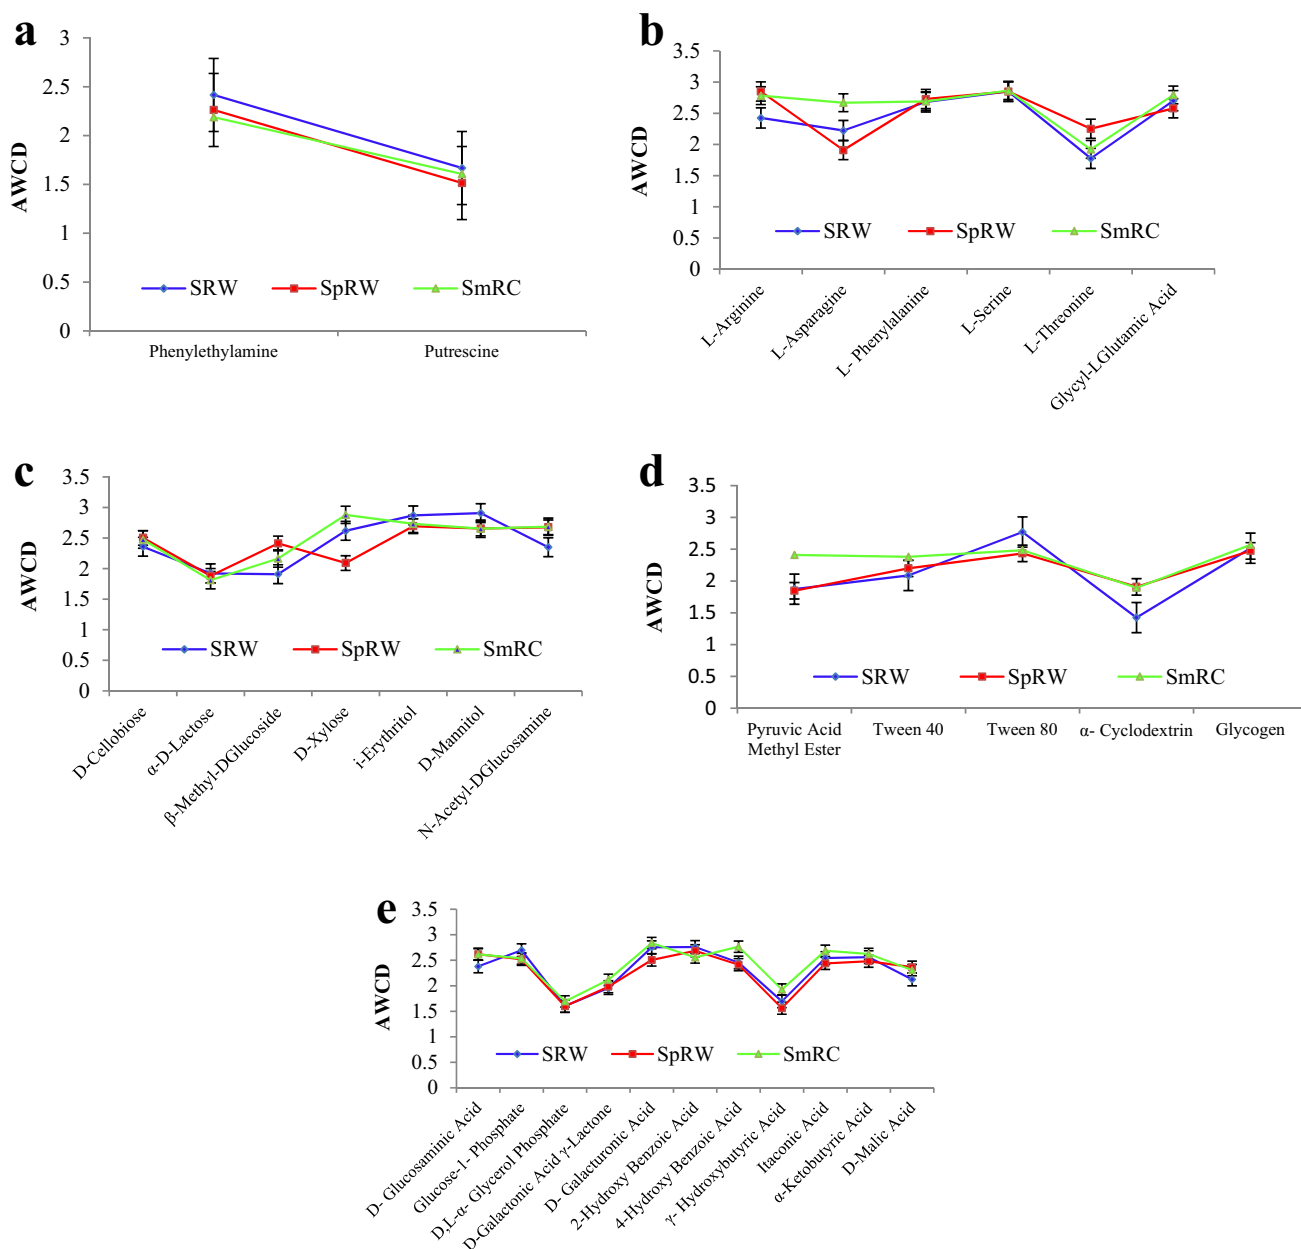 a
3
2.5
2
1.5
1
0.5
0
AWCD
SRW
SpRW
SmRC
Phenylethylamine
Putrescine
b
3.5
3
2.5
2
1.5
1
0.5
0
AWCD
SRW
SpRW
SmRC
L-Arginine
L-Asparagine
L- Phenylalanine
L-Serine
L-Threonine
Glycyl-LGlutamic Acid
c
3.5
3
2.5
2
1.5
1
0.5
0
AWCD
SRW
SpRW
SmRC
D-Cellobiose
α-D-Lactose
β-Methyl-DGlucoside
D-Xylose
i-Erythritol
D-Mannitol
N-Acetyl-DGlucosamine
d
3.5
3
2.5
2
1.5
1
0.5
0
AWCD
SRW
SpRW
SmRC
Pyruvic Acid
Methyl Ester
Tween 40
Tween 80
α- Cyclodextrin
Glycogen
e
3.5
3
2.5
2
1.5
1
0.5
0
AWCD
SRW
SpRW
SmRC
D- Glucosaminic Acid
Glucose-1- Phosphate
D,L-α- Glycerol Phosphate
D-Galactonic Acid γ-Lactone
D- Galacturonic Acid
2-Hydroxy Benzoic Acid
4-Hydroxy Benzoic Acid
γ- Hydroxybutyric Acid
Itaconic Acid
α-Ketobutyric Acid
D-Malic Acid